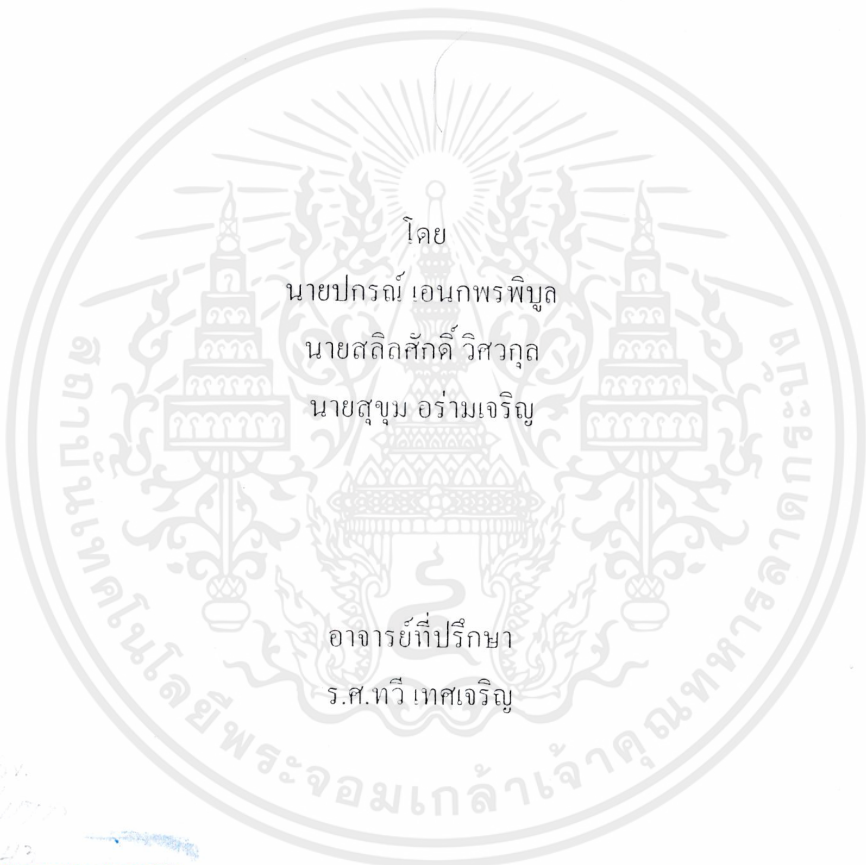 โดย
นายปกรณ์ เอนกพรพิบูล
นายสลิลศักดิ์ วิศวกุล
นายสุขุม อร่ามเจริญ
อาจารย์ที่ปรึกษา
ร.ศ.ทวี เทศเจริญ
สถาบันเทคโนโลยีพระจอมเกล้าเจ้าคุณทหารลาดกระบัง